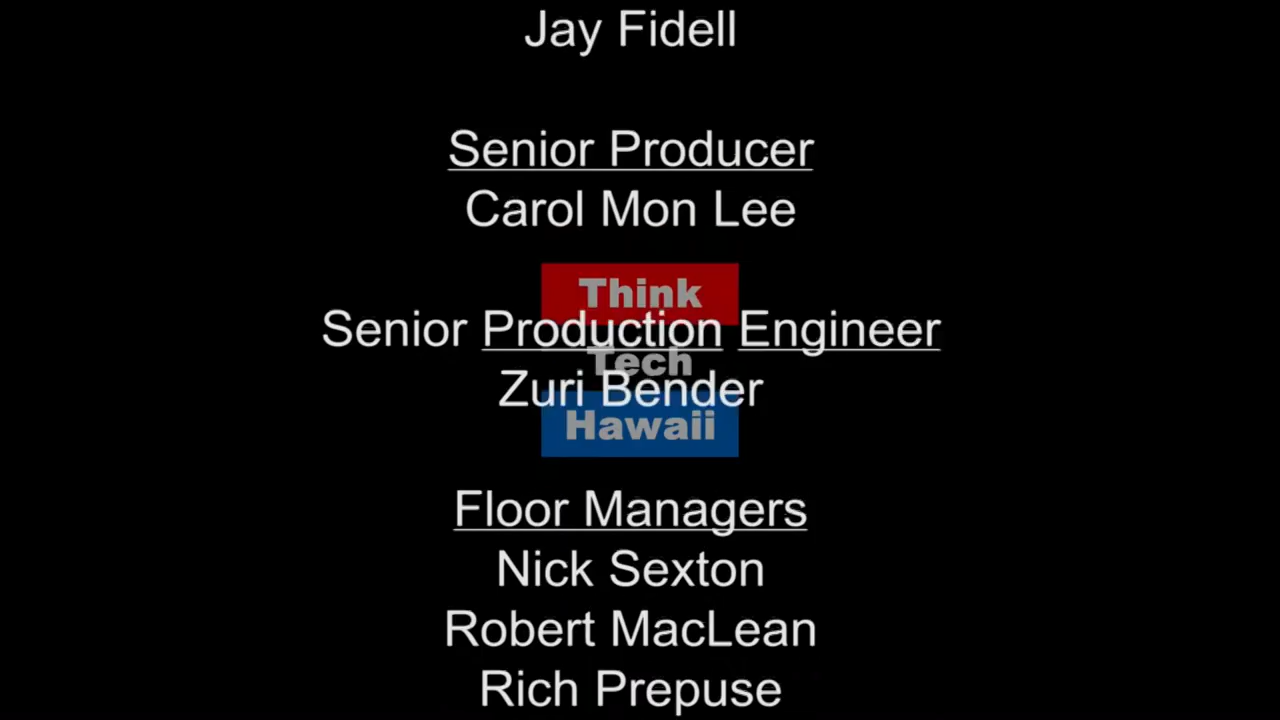 Jay Fidell
Senior Producer
Carol Mon Lee
Think
Senior Production Engineer
Tech
Zuri Bender
Hawaii
Floor Managers
Nick Sexton
Robert MacLean
Rich Prepuse